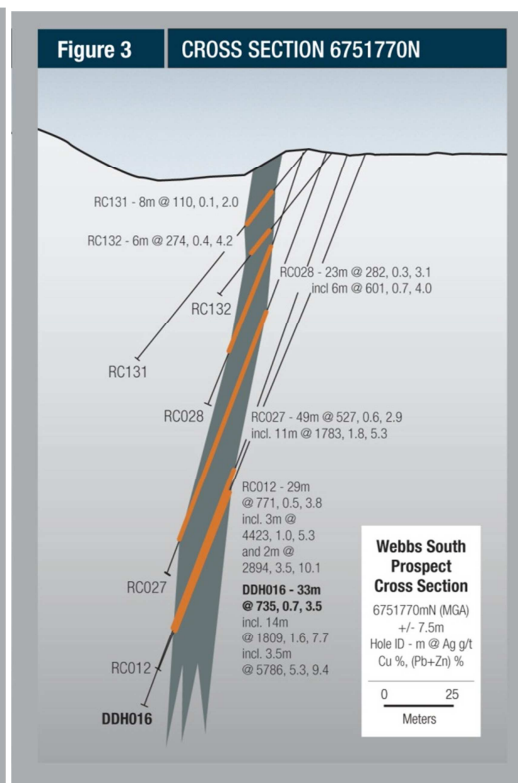 Figure 3
CROSS SECTION 6751770N
RC131 - 8m @ 110, 0.1, 2.0
RC132 - 6m @ 274, 0.4, 4.2
RC028 - 23m @ 282, 0.3, 3.1
incl 6m @ 601, 0.7, 4.0
RC132
RC131
RC028
RC027 - 49m @ 527, 0.6, 2.9
incl. 11m @ 1783, 1.8, 5.3
RC012 - 29m
@ 771, 0.5, 3.8
incl. 3m @
4423, 1.0, 5.3
and 2m @
2894, 3.5, 10.1
DDH016 - 33m
@ 735, 0.7, 3.5
incl. 14m
@ 1809, 1.6, 7.7
incl. 3.5m
@ 5786, 5.3, 9.4
RC027
RC012
DDH016
Webbs South
Prospect
Cross Section
6751770mN (MGA)
+/- 7.5m
Hole ID - m @ Ag g/t
Cu %, (Pb+Zn) %
0 25
Meters